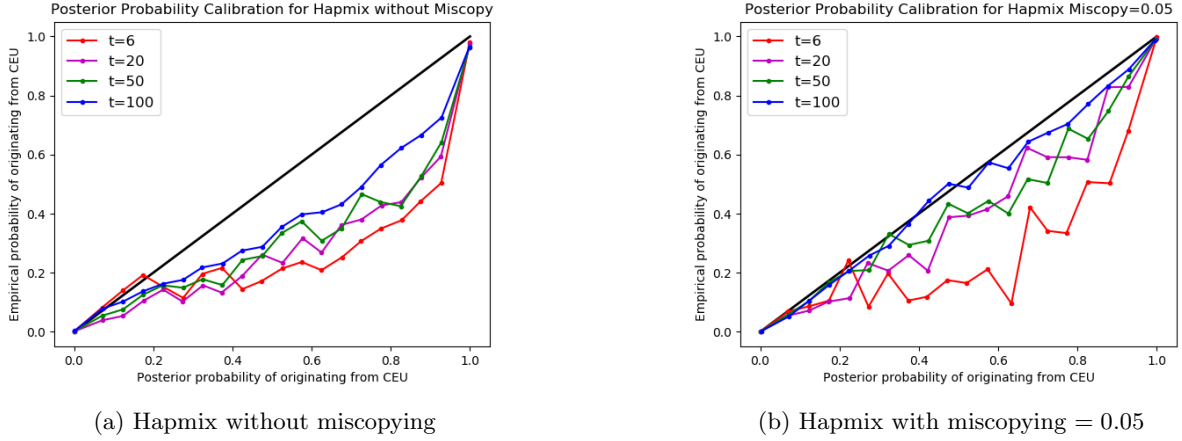 Posterior Probability Calibration for Hapmix without Miscopy
t=6
t=20
t=50
t=100
Empirical probability of originating from CEU
1.0
0.8
0.6
0.4
0.2
0.0
0.0 0.2 0.4 0.6 0.8 1.0
Posterior probability of originating from CEU
(a) Hapmix without miscopying
Posterior Probability Calibration for Hapmix Miscopy=0.05
t=6
t=20
t=50
t=100
Empirical probability of originating from CEU
1.0
0.8
0.6
0.4
0.2
0.0
0.0 0.2 0.4 0.6 0.8 1.0
Posterior probability of originating from CEU
(b) Hapmix with miscopying = 0.05